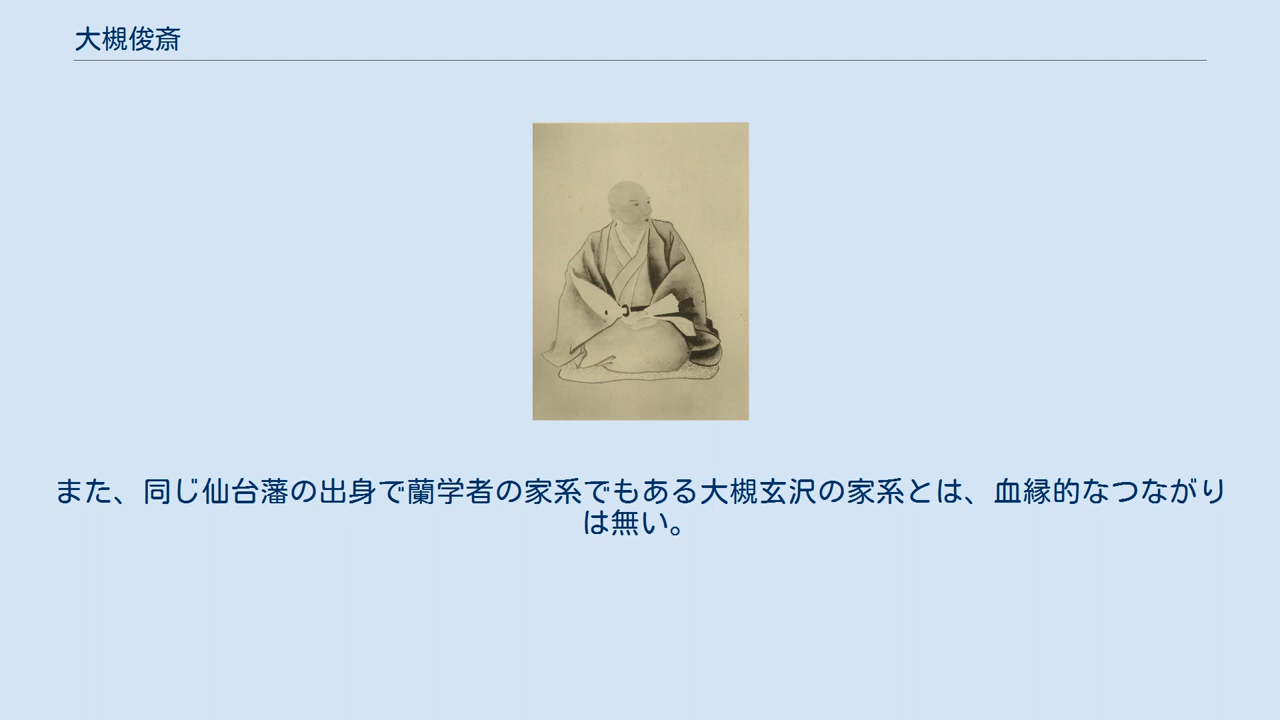 大槻俊斎
また、同じ仙台藩の出身で蘭学者の家系でもある大槻玄沢の家系とは、血縁的なつながり
は無い。